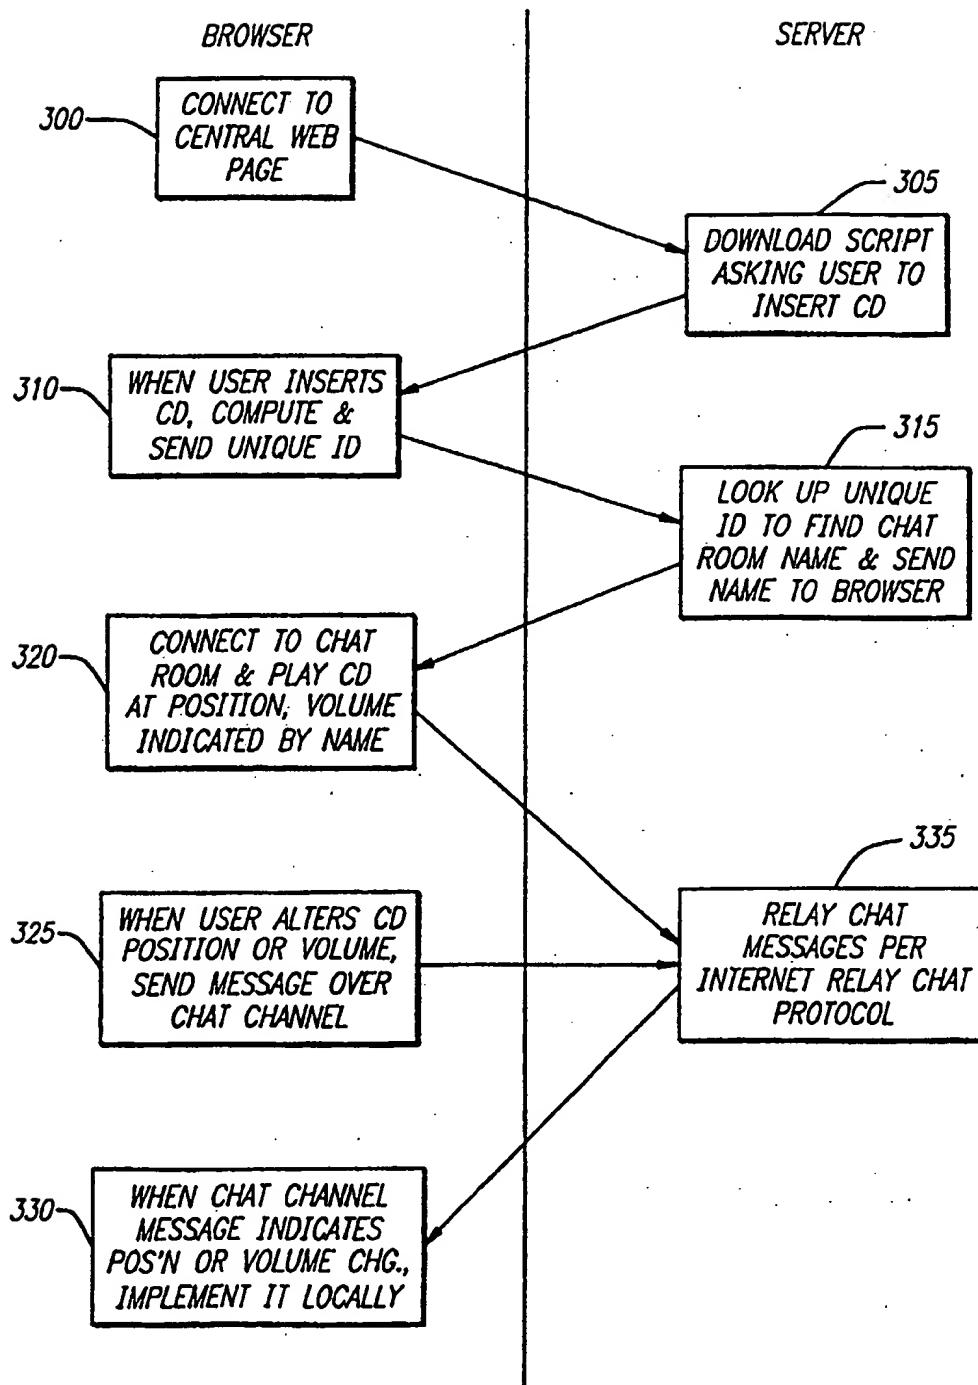 BROWSER
SERVER
300
CONNECT TO
CENTRAL WEB
PAGE
305
DOWNLOAD SCRIPT
ASKING USER TO
INSERT CD
310
WHEN USER INSERTS
CD, COMPUTE &
SEND UNIQUE ID
315
LOOK UP UNIQUE
ID TO FIND CHAT
ROOM NAME & SEND
NAME TO BROWSER
320
CONNECT TO CHAT
ROOM & PLAY CD
AT POSITION, VOLUME
INDICATED BY NAME
335
RELAY CHAT
MESSAGES PER
INTERNET RELAY CHAT
PROTOCOL
325
WHEN USER ALTERS CD
POSITION OR VOLUME,
SEND MESSAGE OVER
CHAT CHANNEL
330
WHEN CHAT CHANNEL
MESSAGE INDICATES
POS'N OR VOLUME CHG.,
IMPLEMENT IT LOCALLY